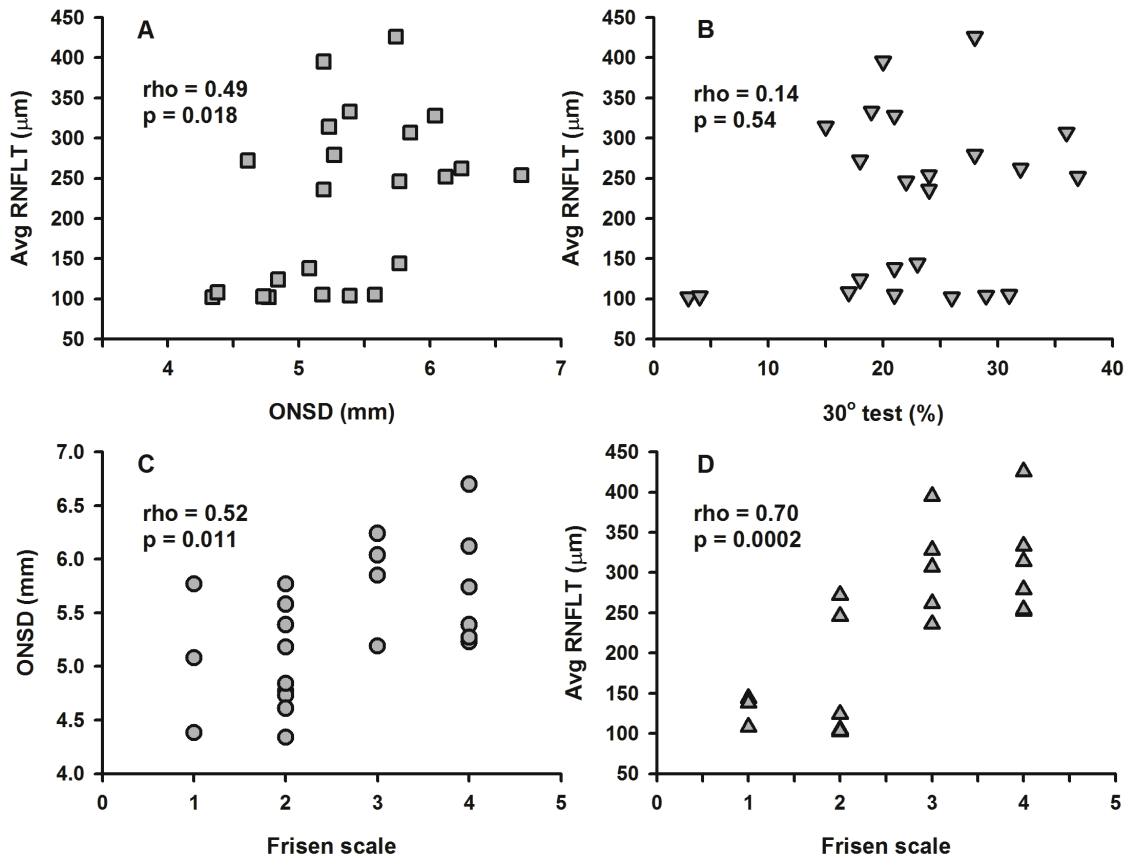 A
rho = 0.49
p = 0.018
Avg RNFLT (µm)
450
400
350
300
250
200
150
100
50
4
5
6
7
ONSD (mm)
B
rho = 0.14
p = 0.54
Avg RNFLT (µm)
450
400
350
300
250
200
150
100
50
0
10
20
30
40
30° test (%)
C
rho = 0.52
p = 0.011
ONSD (mm)
7.0
6.5
6.0
5.5
5.0
4.5
4.0
0
1
2
3
4
5
Frisen scale
D
rho = 0.70
p = 0.0002
Avg RNFLT (µm)
450
400
350
300
250
200
150
100
50
0
1
2
3
4
5
Frisen scale